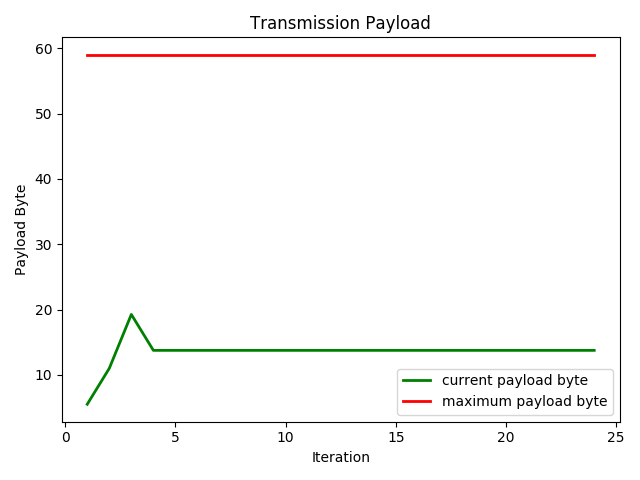 Transmission Payload
60
50
40
30
20
10
Payload Byte
current payload byte
maximum payload byte
0 5 10 15 20 25
Iteration